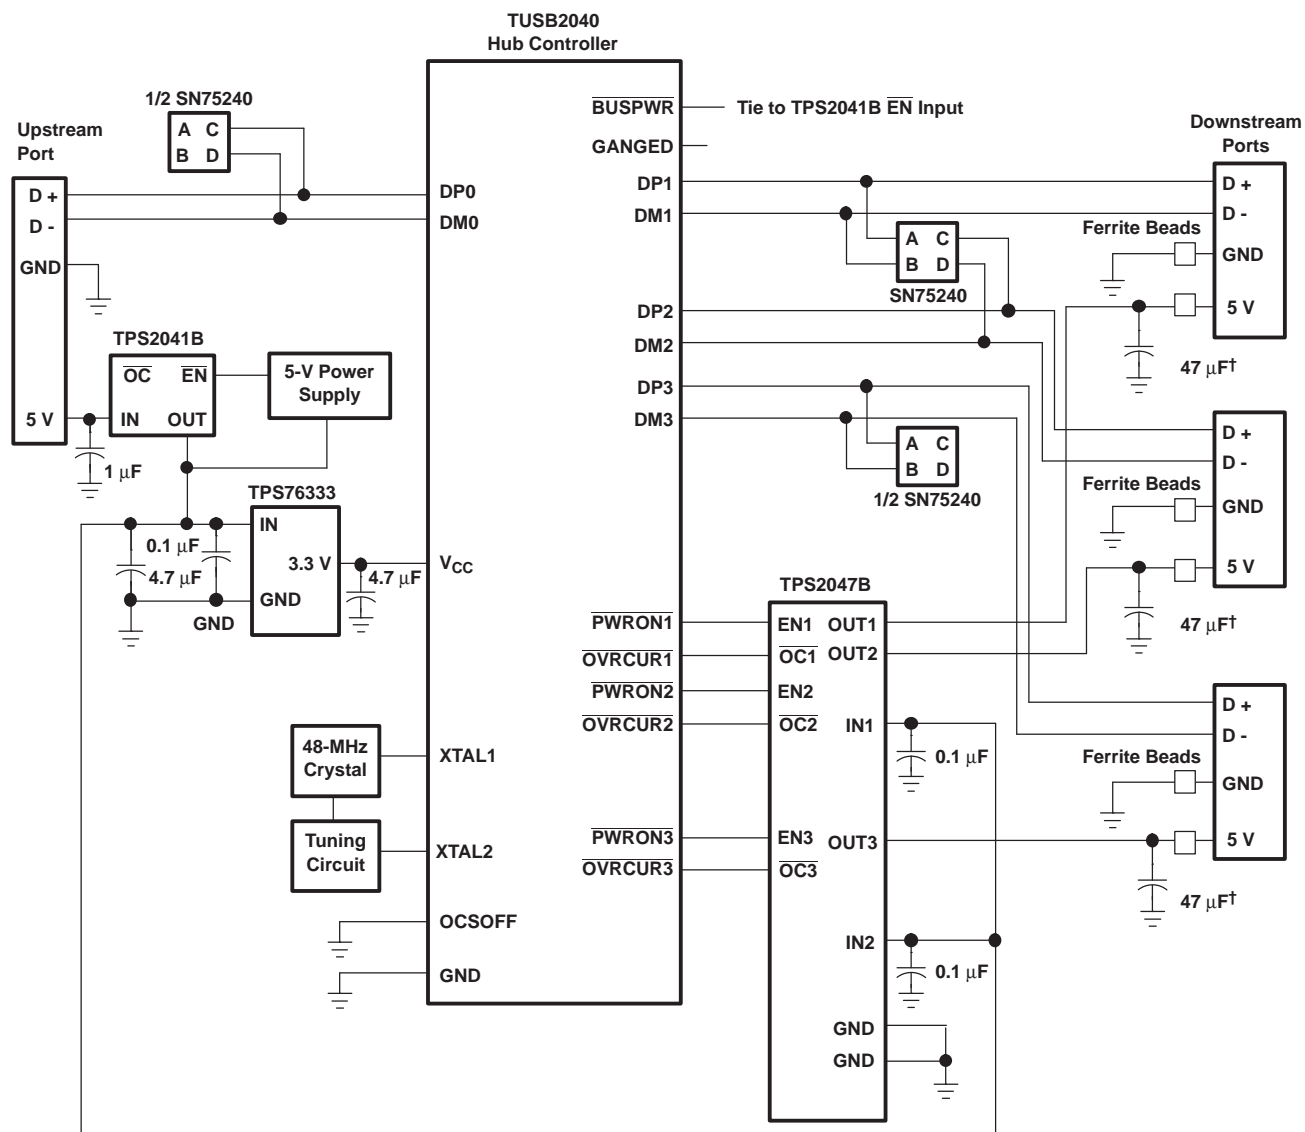 TUSB2040
Hub Controller
1/2 SN75240
A C
B D
Upstream
Port
D +
D -
GND
5 V
DP0
DM0
BUSPWR
Tie to TPS2041B EN Input
GANGED
DP1
DM1
Downstream
Ports
D +
D -
Ferrite Beads
GND
5 V
47 μF†
A C
B D
SN75240
DP2
DM2
DP3
DM3
TPS2041B
OC EN
IN OUT
5-V Power
Supply
1 μF
A C
B D
1/2 SN75240
D +
D -
Ferrite Beads
GND
5 V
47 μF†
TPS76333
IN
3.3 V
GND
0.1 μF
4.7 μF
GND
4.7 μF
VCC
TPS2047B
PWRON1
EN1 OUT1
OVRCUR1
OC1 OUT2
PWRON2
EN2
OVRCUR2
OC2
IN1
0.1 μF
D +
D -
Ferrite Beads
GND
5 V
47 μF†
48-MHz
Crystal
XTAL1
Tuning
Circuit
XTAL2
PWRON3
EN3 OUT3
OVRCUR3
OC3
OCSOFF
GND
IN2
0.1 μF
GND
GND